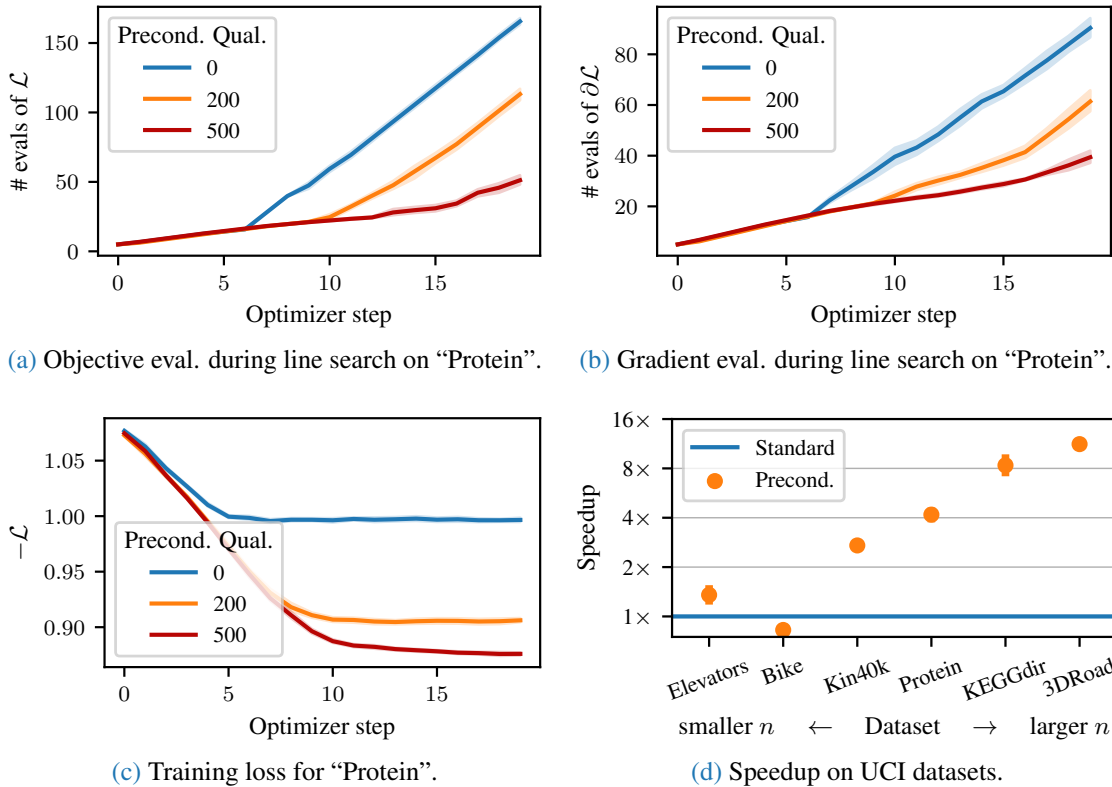 Precond. Qual.
0
200
500
150
100
50
0
# evals of ℒ
0
5
10
15
Optimizer step
(a) Objective eval. during line search on “Protein”.
Precond. Qual.
0
200
500
80
60
40
20
# evals of ∂ℒ
0
5
10
15
Optimizer step
(b) Gradient eval. during line search on “Protein”.
1.05
1.00
0.95
0.90
−ℒ
Precond. Qual.
0
200
500
0
5
10
15
Optimizer step
(c) Training loss for “Protein”.
16×
8×
4×
2×
1×
Speedup
Standard
Precond.
Elevators
Bike
Kin40k
Protein
KEGGdir
3DRoad
smaller n ← Dataset → larger n
(d) Speedup on UCI datasets.